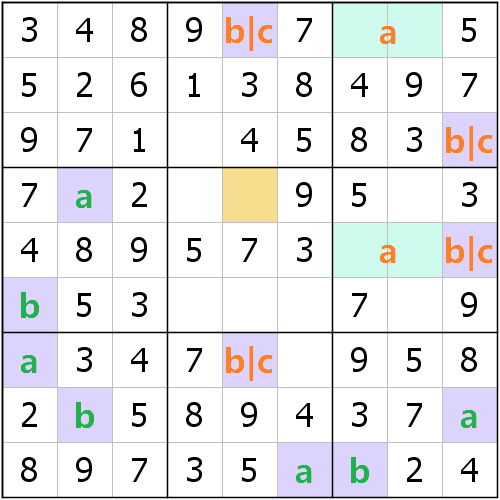 3 4 8 9 b|c 7 a 5
5 2 6 1 3 8 4 9 7
9 7 1 4 5 8 3 b|c
7 a 2 9 5 3
4 8 9 5 7 3 a b|c
b 5 3 7 9
a 3 4 7 b|c 9 5 8
2 b 5 8 9 4 3 7 a
8 9 7 3 5 a b 2 4